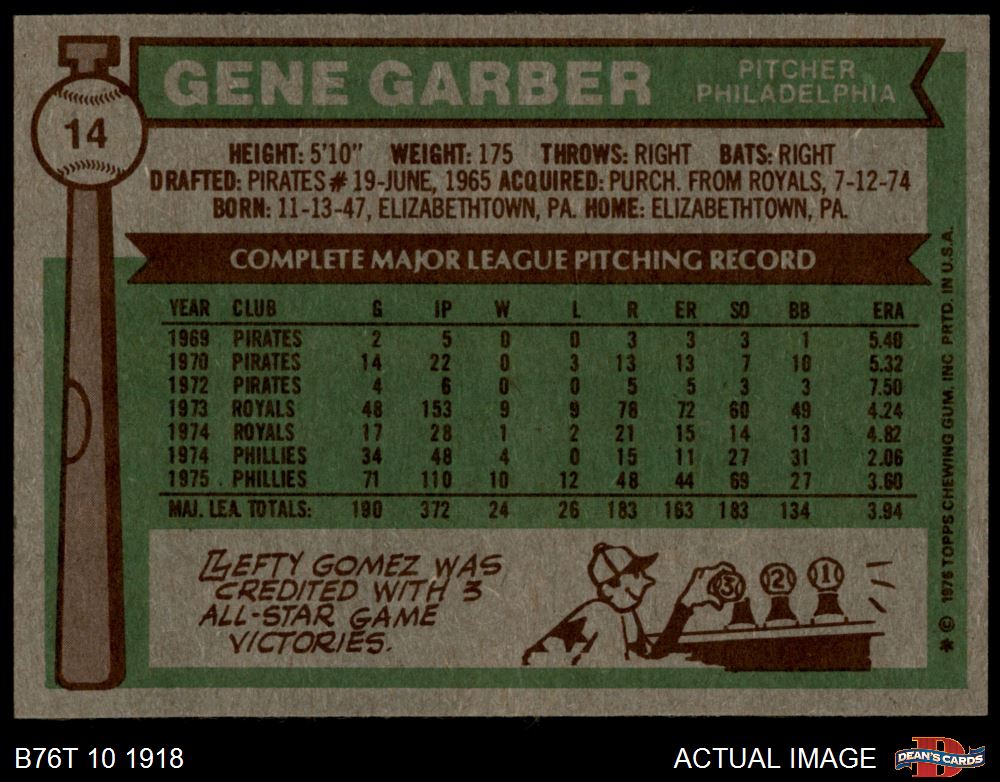 14
GENE GARBER
PITCHER
PHILADELPHIA
HEIGHT: 5'10" WEIGHT: 175 THROWS: RIGHT BATS: RIGHT
DRAFTED: PIRATES # 19-JUNE, 1965 ACQUIRED: PURCH. FROM ROYALS, 7-12-74
BORN: 11-13-47, ELIZABETHTOWN, PA. HOME: ELIZABETHTOWN, PA.
COMPLETE MAJOR LEAGUE PITCHING RECORD
YEAR CLUB G IP W L R ER SO BB ERA
1969 PIRATES 2 5 0 0 3 3 3 1 5.40
1970 PIRATES 14 22 0 3 13 13 7 10 5.32
1972 PIRATES 4 6 0 0 5 5 3 3 7.50
1973 ROYALS 48 153 9 9 78 72 60 49 4.24
1974 ROYALS 17 28 1 2 21 15 14 13 4.82
1974 PHILLIES 34 48 4 0 15 11 27 31 2.06
1975 PHILLIES 71 110 10 12 48 44 69 27 3.60
MAJ. LEA. TOTALS: 190 372 24 26 183 163 183 134 3.94
LEFTY GOMEZ WAS
CREDITED WITH 3
ALL-STAR GAME
VICTORIES.
3 2 1
* © 1976 TOPPS CHEWING GUM, INC PRTD. IN U.S.A.
B76T 10 1918
ACTUAL IMAGE
D
DEAN'S CARDS